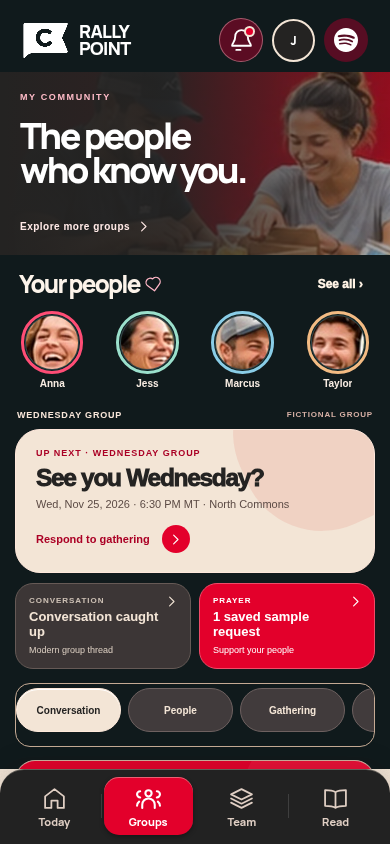 C
RALLY
POINT
J
MY COMMUNITY
The people
who know you.
Explore more groups
Your people
See all ›
Anna
Jess
Marcus
Taylor
WEDNESDAY GROUP
FICTIONAL GROUP
UP NEXT · WEDNESDAY GROUP
See you Wednesday?
Wed, Nov 25, 2026 · 6:30 PM MT · North Commons
Respond to gathering
CONVERSATION
Conversation caught
up
Modern group thread
PRAYER
1 saved sample
request
Support your people
Conversation
People
Gathering
Today
Groups
Team
Read